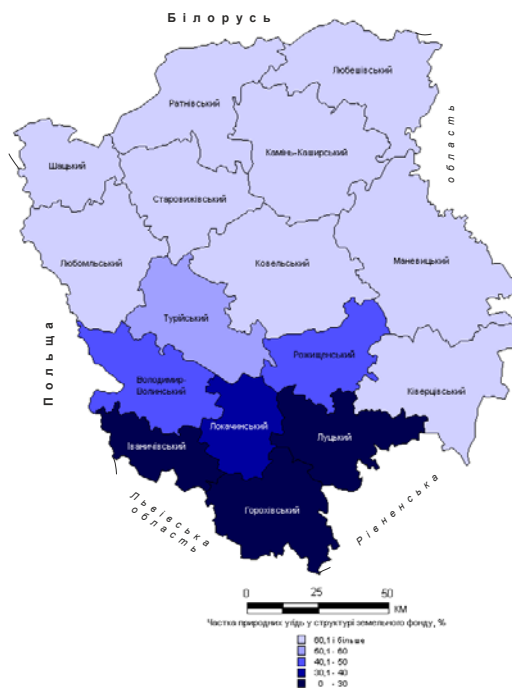 Білорусь
Любешівський
Ратнівський
область
Камінь-Каширський
Шацький
Старовижівський
Любомльський
Ковельський
Маневицький
Турійський
Польща
Рожищенський
Володимир-
Волинський
Ківерцівський
Локачинський
Луцький
Іваничівський
Горохівський
Львівська
область
Рівненська
0 25 50
КМ
Частка природних угідь у структурі земельного фонду, %
60,1 і більше
50,1 - 60
40,1 - 50
30,1 - 40
0 - 30